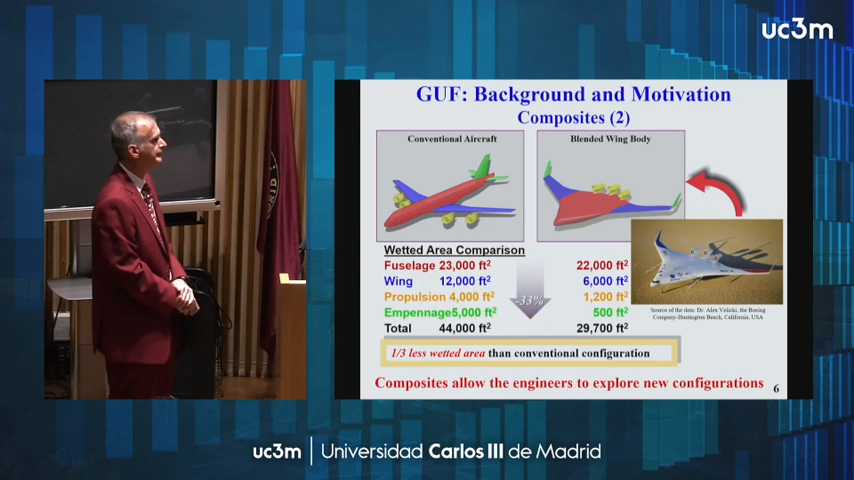 uc3m
GUF: Background and Motivation
Composites (2)
Conventional Aircraft
Blended Wing Body
Wetted Area Comparison
Fuselage 23,000 ft² 22,000 ft²
Wing 12,000 ft² 6,000 ft²
Propulsion 4,000 ft² 1,200 ft²
Empennage5,000 ft² 500 ft²
Total 44,000 ft² 29,700 ft²
-33%
Source of the data: Dr. Alex Velicki, the Boeing
Company-Huntington Beach, California, USA
1/3 less wetted area than conventional configuration
Composites allow the engineers to explore new configurations
6
uc3m | Universidad Carlos III de Madrid